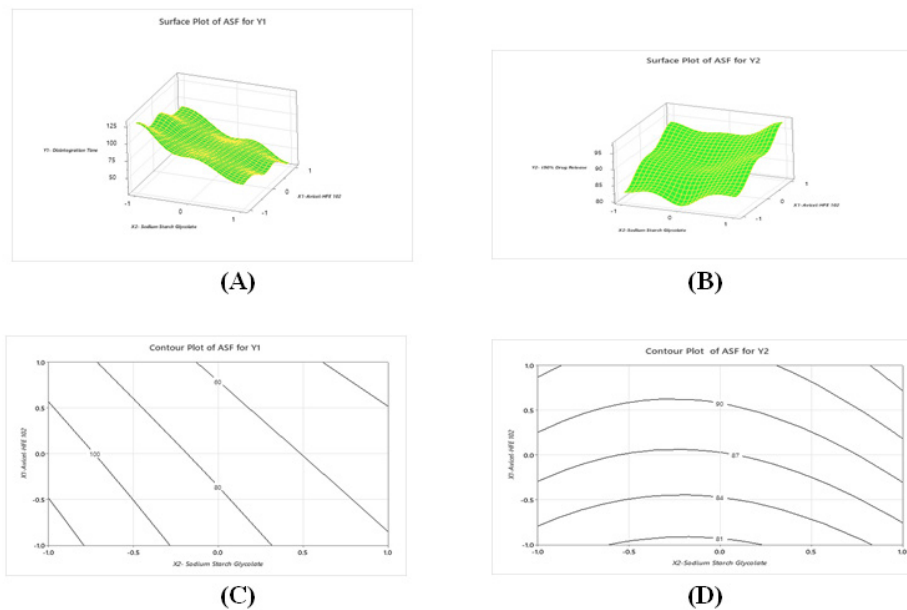 Surface Plot of ASF for Y1
125
100
75
50
Y1- Disintegration Time
-1
0
1
X2- Sodium Starch Glycolate
-1
0
1
X1-Avicel HFE 102
(A)
Surface Plot of ASF for Y2
95
90
85
80
Drug Release
-1
0
1
X2-Sodium Starch Glycolate
-1
0
1
X1-Avicel HFE 102
(B)
Contour Plot of ASF for Y1
1.0
0.5
0.0
-0.5
-1.0
X1-Avicel HFE 102
100
80
60
-1.0
-0.5
0.0
0.5
1.0
X2- Sodium Starch Glycolate
(C)
Contour Plot of ASF for Y2
1.0
0.5
0.0
-0.5
-1.0
X1-Avicel HFE 102
90
87
84
81
-1.0
-0.5
0.0
0.5
1.0
X2-Sodium Starch Glycolate
(D)